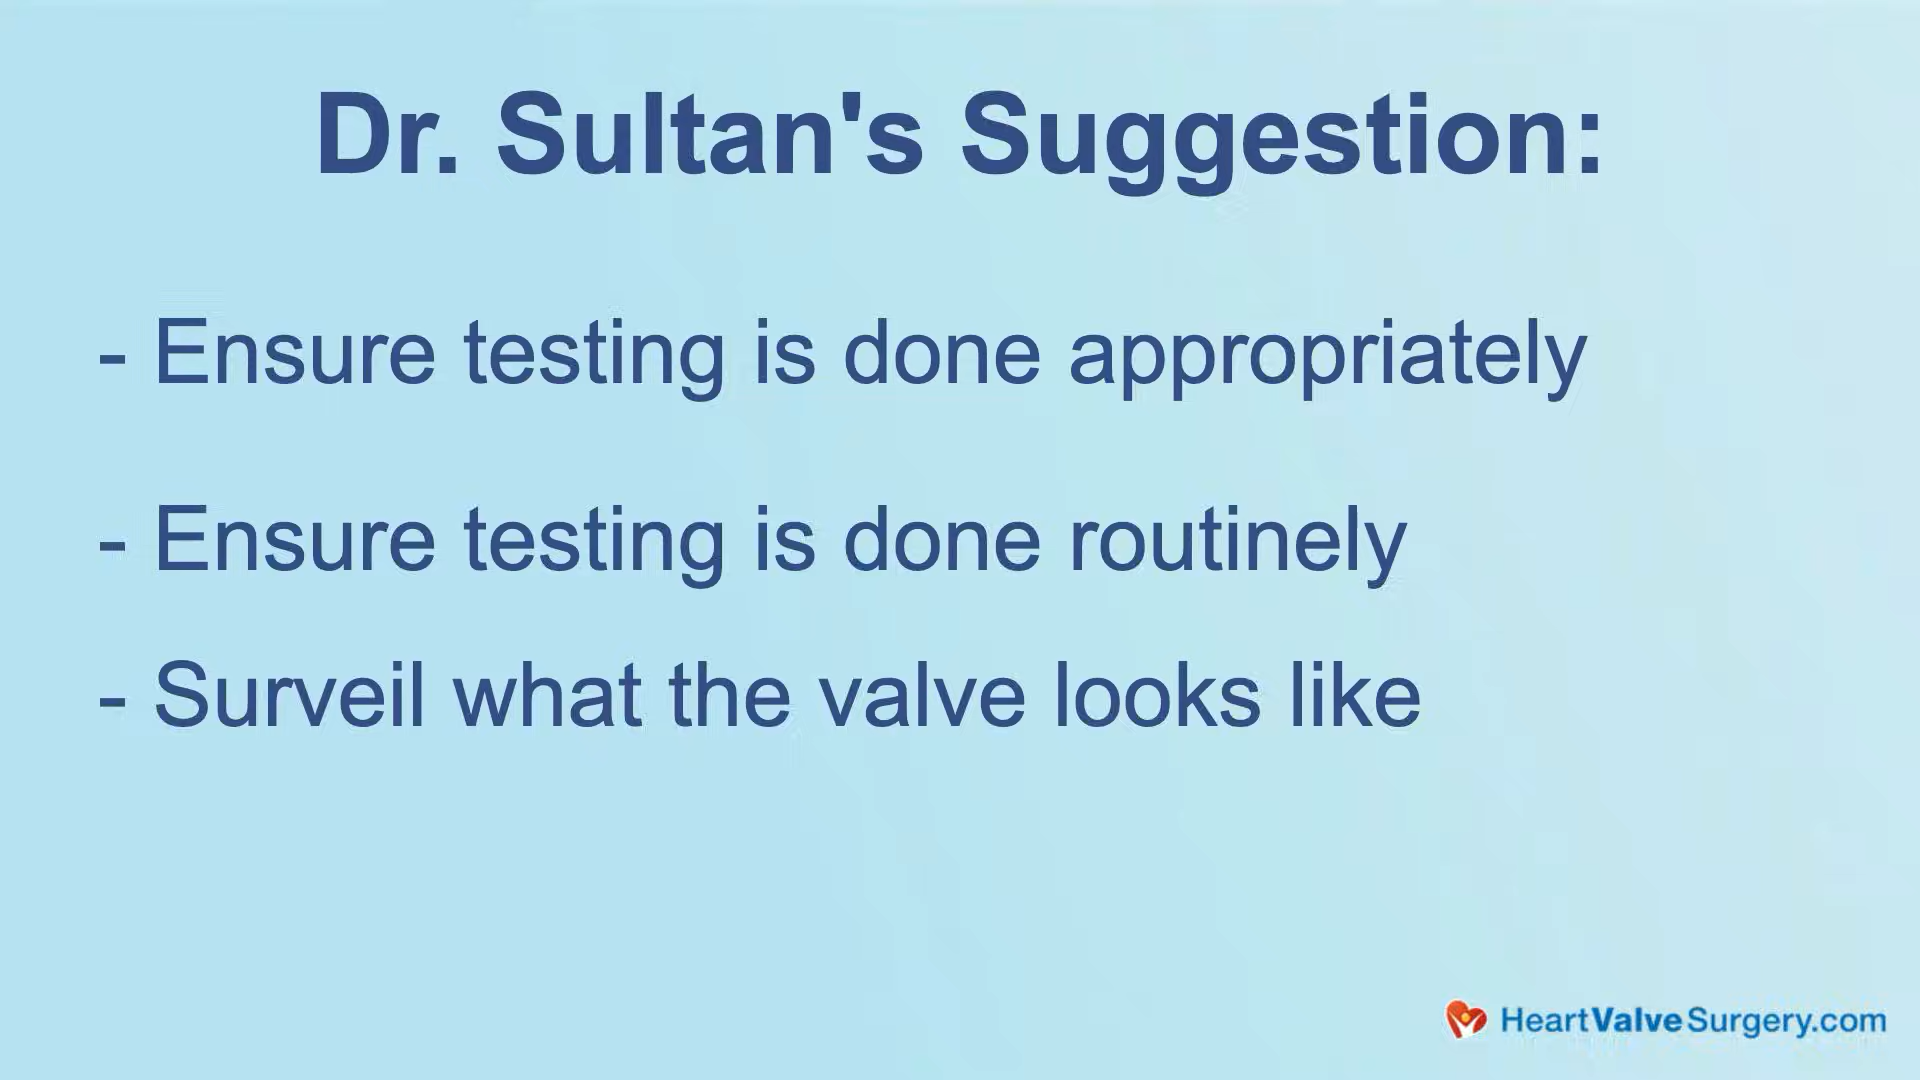 Dr. Sultan's Suggestion:
- Ensure testing is done appropriately
- Ensure testing is done routinely
- Surveil what the valve looks like
HeartValveSurgery.com